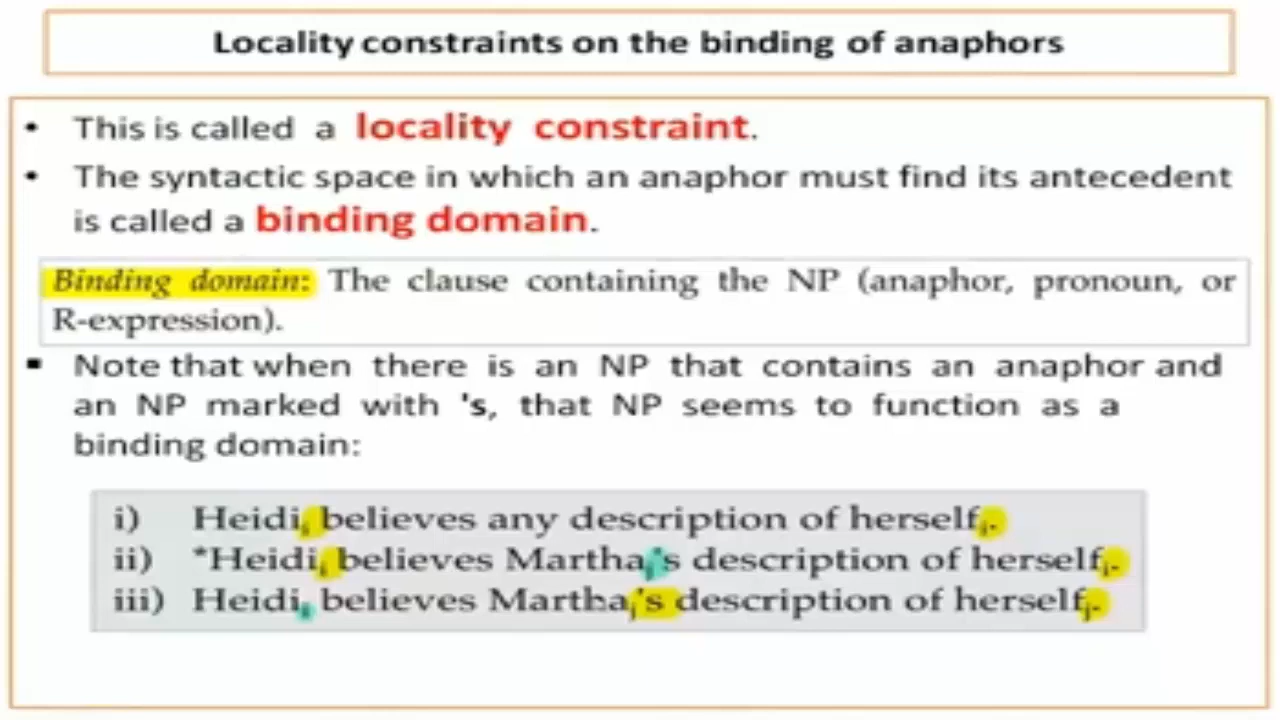 Locality constraints on the binding of anaphors
• This is called a locality constraint.
• The syntactic space in which an anaphor must find its antecedent
is called a binding domain.
Binding domain: The clause containing the NP (anaphor, pronoun, or
R-expression).
▪ Note that when there is an NP that contains an anaphor and
an NP marked with 's, that NP seems to function as a
binding domain:
i) Heidiᵢ believes any description of herselfᵢ.
ii) *Heidiᵢ believes Marthaⱼ's description of herselfᵢ.
iii) Heidiᵢ believes Marthaⱼ's description of herselfⱼ.